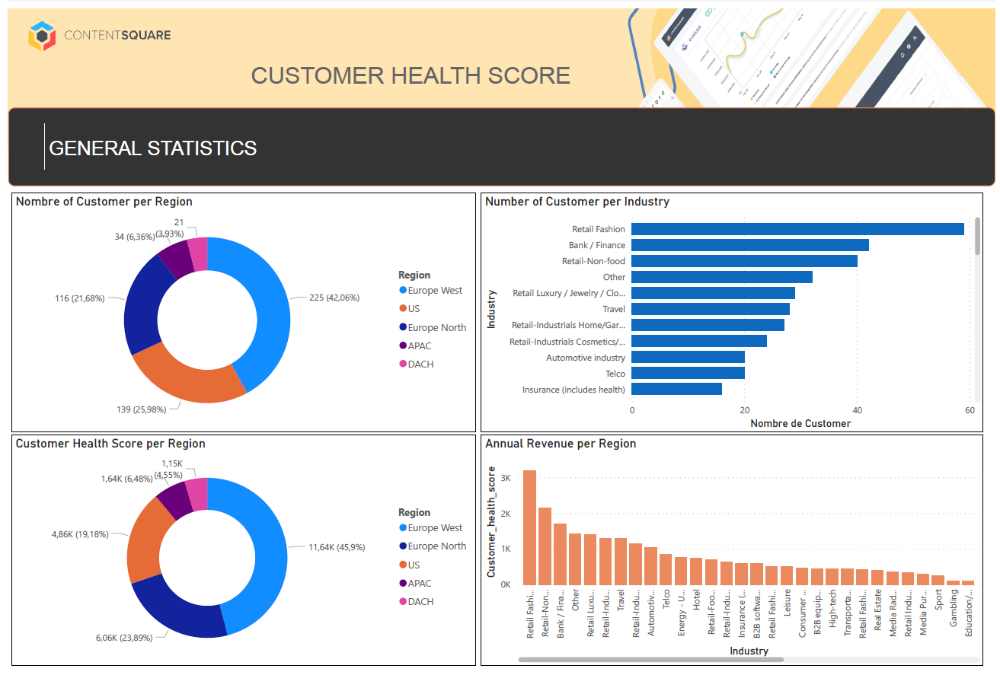 CONTENTSQUARE
CUSTOMER HEALTH SCORE
GENERAL STATISTICS
Nombre of Customer per Region
21
(3,93%)
34 (6,36%)
116 (21,68%)
225 (42,06%)
139 (25,98%)
Region
Europe West
US
Europe North
APAC
DACH
Number of Customer per Industry
Industry
Retail Fashion
Bank / Finance
Retail-Non-food
Other
Retail Luxury / Jewelry / Clo...
Travel
Retail-Industrials Home/Gar...
Retail-Industrials Cosmetics/...
Automotive industry
Telco
Insurance (includes health)
0 20 40 60
Nombre de Customer
Customer Health Score per Region
1,15K
(4,55%)
1,64K (6,48%)
4,86K (19,18%)
11,64K (45,9%)
6,06K (23,89%)
Region
Europe West
Europe North
US
APAC
DACH
Annual Revenue per Region
Customer_health_score
3K
2K
1K
0K
Retail Fashi...
Retail-Non...
Bank / Fina...
Other
Retail Luxu...
Retail-Indu...
Travel
Retail-Indu...
Automotiv...
Telco
Energy - U...
Hotel
Retail-Foo...
Retail-Indu...
Insurance (...
B2B softwa...
Retail Fashi...
Leisure
Consumer ...
B2B equip...
High-tech
Transporta...
Retail Fashi...
Real Estate
Media Rad...
Retail Indu...
Media Pur...
Sport
Gambling
Education/...
Industry